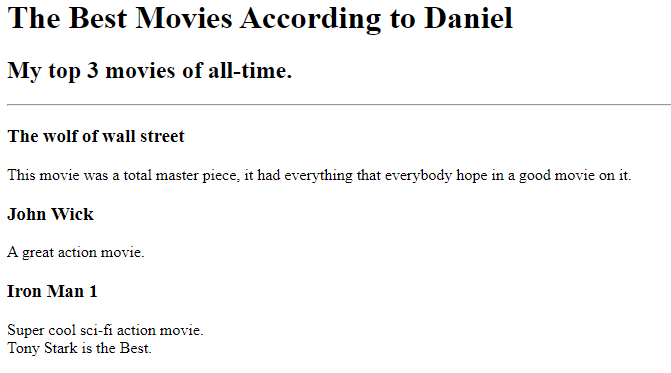 The Best Movies According to Daniel
My top 3 movies of all-time.
The wolf of wall street
This movie was a total master piece, it had everything that everybody hope in a good movie on it.
John Wick
A great action movie.
Iron Man 1
Super cool sci-fi action movie.
Tony Stark is the Best.